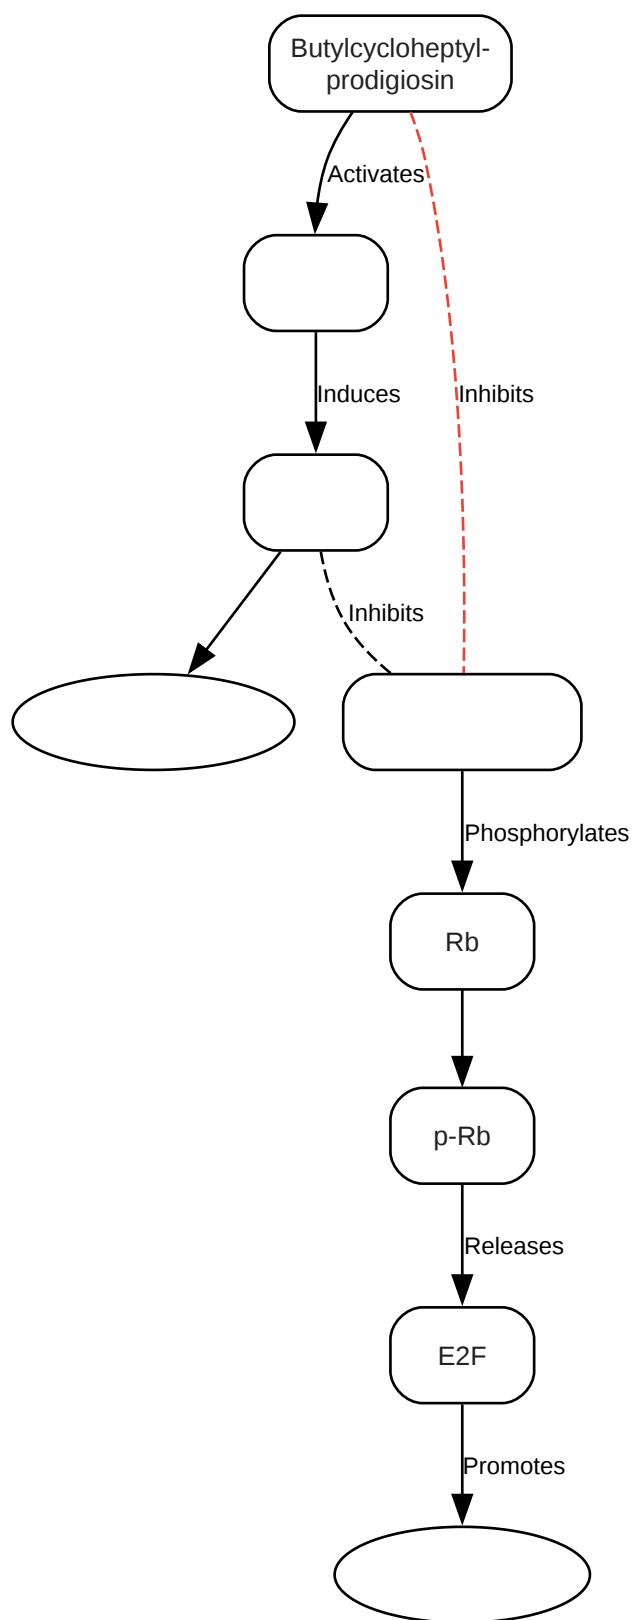 Butylcycloheptyl-
prodigiosin
Activates
Induces
Inhibits
Inhibits
Phosphorylates
Rb
p-Rb
Releases
E2F
Promotes